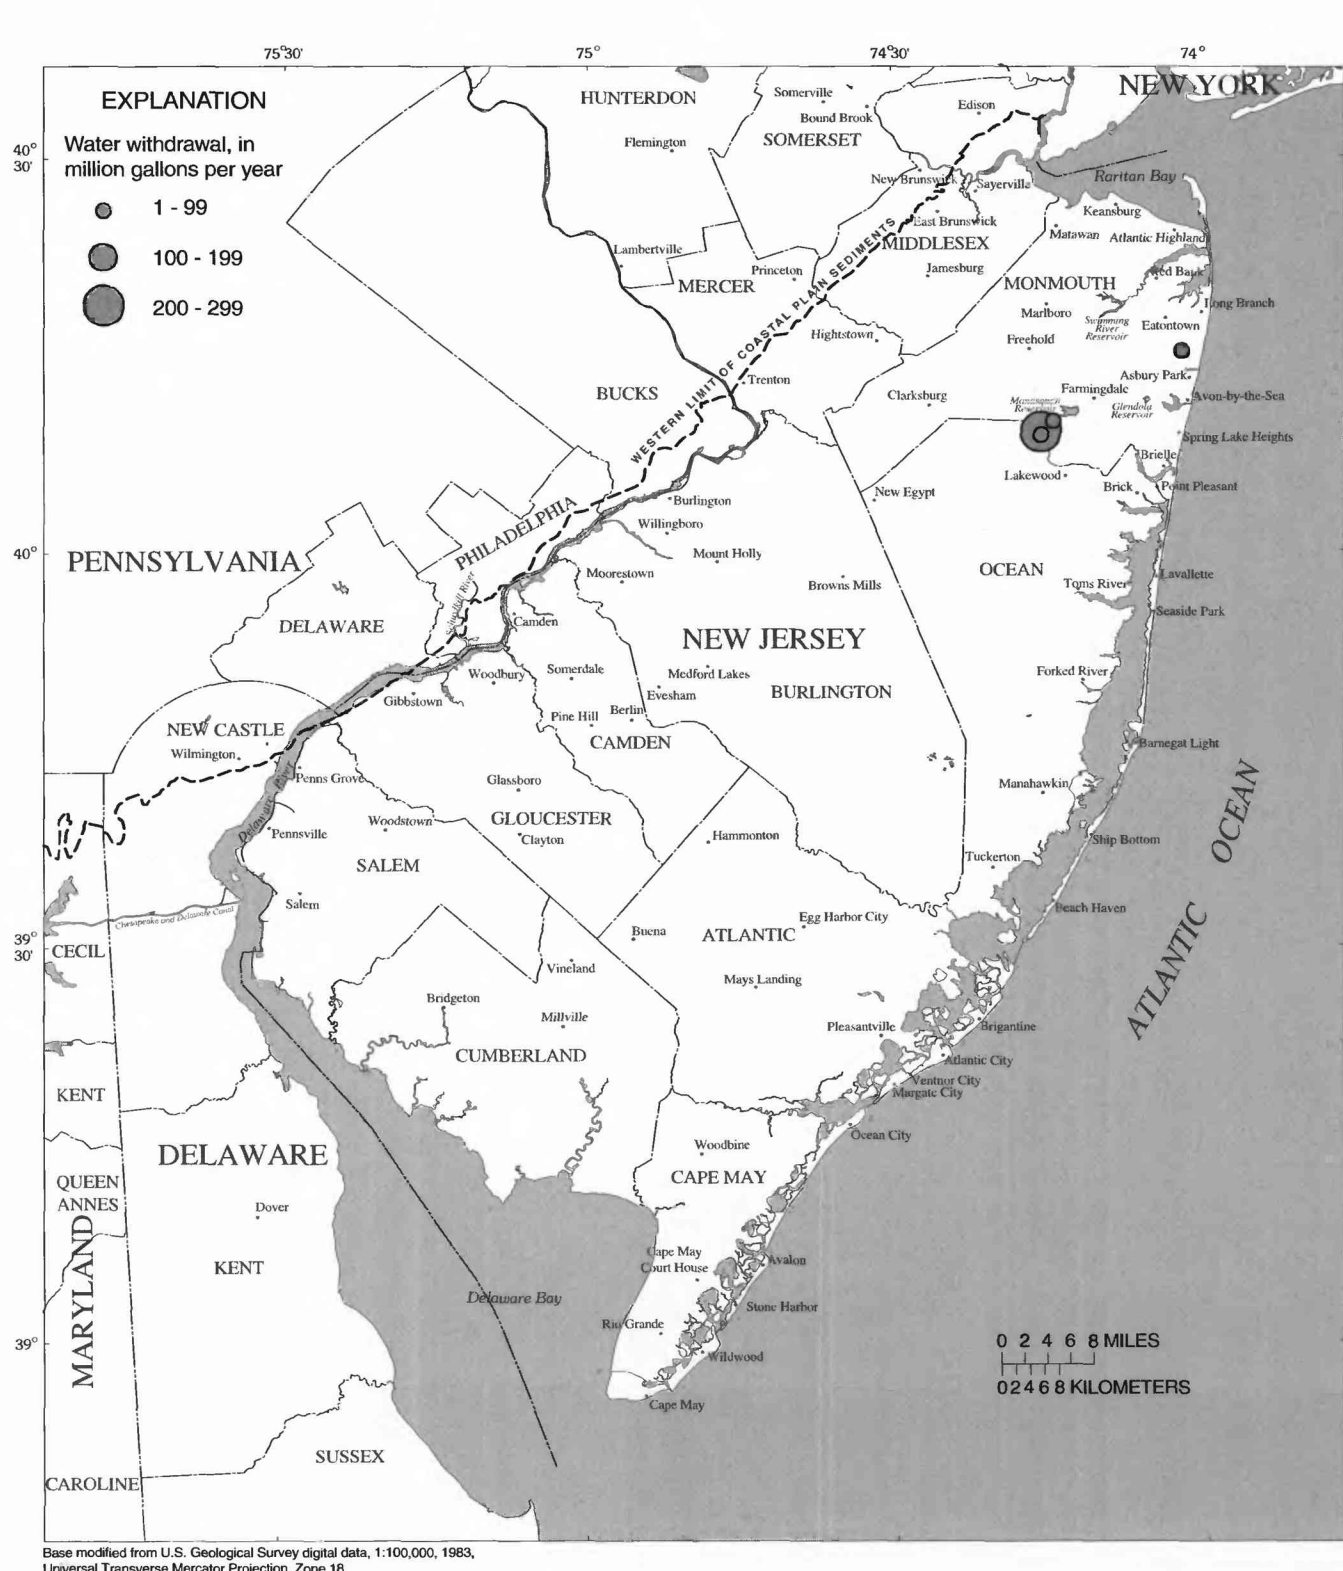 75°30'
75°
74°30'
74°
EXPLANATION
Water withdrawal, in
million gallons per year
1 - 99
100 - 199
200 - 299
40°
30'
40°
39°
30'
39°
NEW YORK
HUNTERDON
Somerville
Bound Brook
SOMERSET
Edison
Flemington
New Brunswick
Sayerville
Raritan Bay
Keansburg
East Brunswick
MIDDLESEX
Matawan
Atlantic Highland
Lambertville
Princeton
MERCER
Jamesburg
Red Bank
MONMOUTH
Long Branch
Marlboro
Swimming
River
Reservoir
Eatontown
Hightstown
Freehold
WESTERN LIMIT OF COASTAL PLAIN SEDIMENTS
BUCKS
Trenton
Asbury Park
Clarksburg
Farmingdale
Avon-by-the-Sea
Manasquan
Reservoir
Glendola
Reservoir
Spring Lake Heights
Brielle
Lakewood
Brick
Point Pleasant
New Egypt
Burlington
Willingboro
PHILADELPHIA
PENNSYLVANIA
Mount Holly
Moorestown
Browns Mills
OCEAN
Toms River
Lavallette
Schuylkill River
Seaside Park
DELAWARE
Camden
NEW JERSEY
Woodbury
Somerdale
Medford Lakes
Forked River
Evesham
BURLINGTON
Gibbstown
Berlin
Pine Hill
NEW CASTLE
CAMDEN
Barnegat Light
Wilmington
Penns Grove
Glassboro
Manahawkin
Delaware River
Woodstown
GLOUCESTER
Pennsville
Clayton
Hammonton
Ship Bottom
SALEM
Tuckerton
ATLANTIC OCEAN
Salem
Chesapeake and Delaware Canal
Beach Haven
Egg Harbor City
CECIL
Buena
ATLANTIC
Vineland
Mays Landing
Bridgeton
Millville
Pleasantville
Brigantine
CUMBERLAND
Atlantic City
Ventnor City
Margate City
KENT
Ocean City
Woodbine
DELAWARE
CAPE MAY
QUEEN
ANNES
Dover
MARYLAND
Cape May
Court House
Avalon
KENT
Delaware Bay
Stone Harbor
Rio Grande
Wildwood
Cape May
0 2 4 6 8 MILES
0 2 4 6 8 KILOMETERS
SUSSEX
CAROLINE
Base modified from U.S. Geological Survey digital data, 1:100,000, 1983,
Universal Transverse Mercator Projection, Zone 18